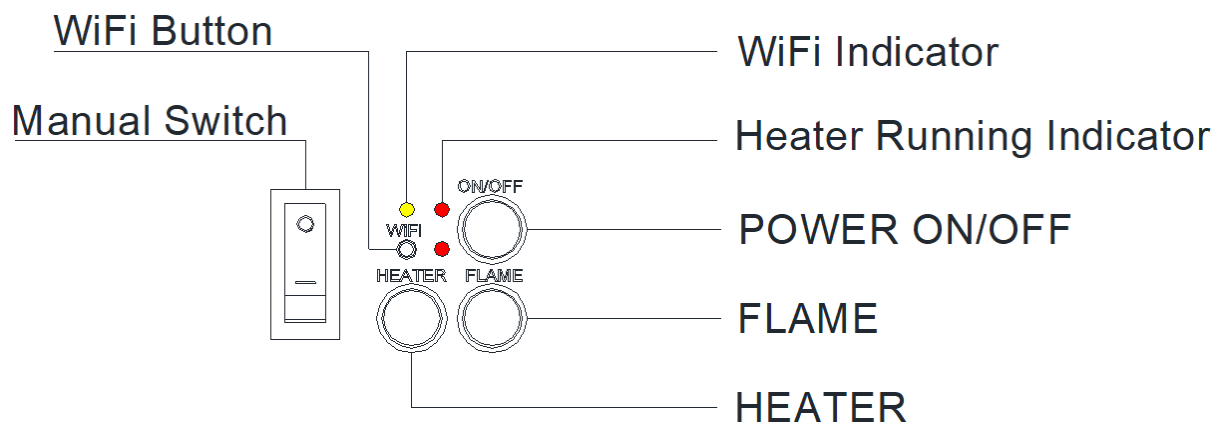 WiFi Button
WiFi Indicator
Manual Switch
Heater Running Indicator
ON/OFF
WIFI
POWER ON/OFF
HEATER FLAME
FLAME
HEATER